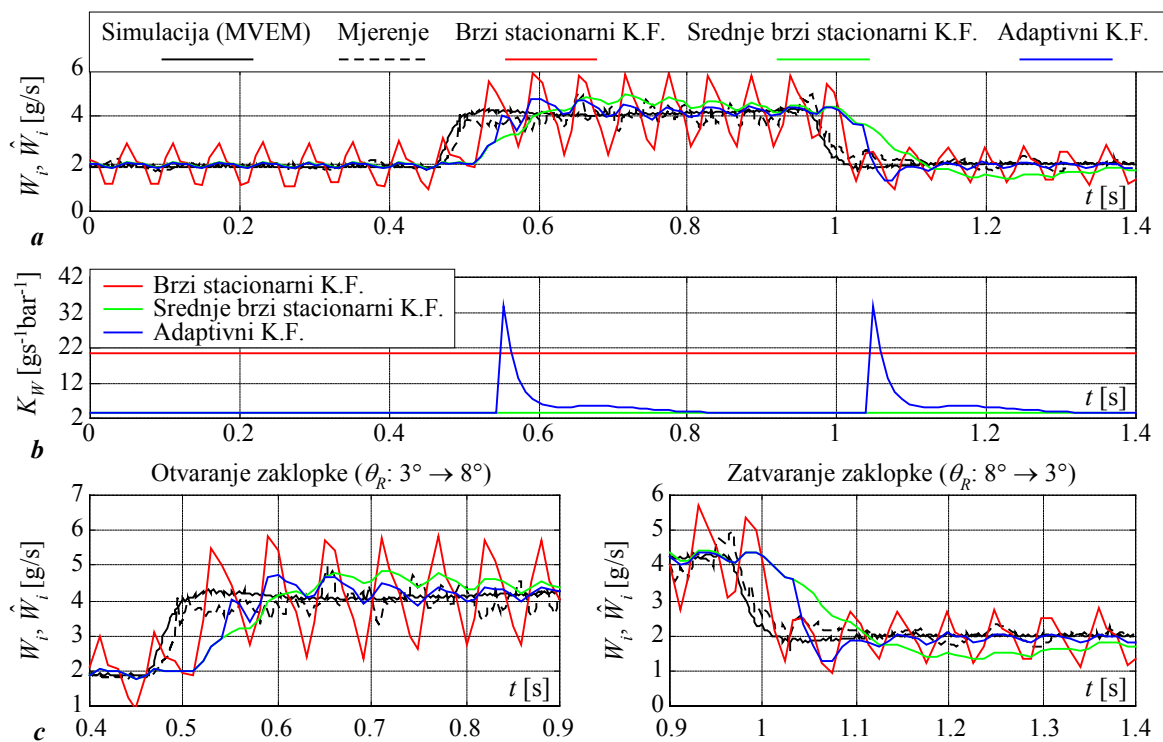 Simulacija (MVEM) Mjerenje Brzi stacionarni K.F. Srednje brzi stacionarni K.F. Adaptivni K.F.
W_i, Ŵ_i [g/s]
6
4
2
0
0 0.2 0.4 0.6 0.8 1 1.2 1.4
t [s]
a
Brzi stacionarni K.F.
Srednje brzi stacionarni K.F.
Adaptivni K.F.
K_W [gs⁻¹bar⁻¹]
42
32
22
12
2
0 0.2 0.4 0.6 0.8 1 1.2 1.4
t [s]
b
Otvaranje zaklopke (θ_R: 3° → 8°)
W_i, Ŵ_i [g/s]
7
6
5
4
3
2
1
0.4 0.5 0.6 0.7 0.8 0.9
t [s]
c
Zatvaranje zaklopke (θ_R: 8° → 3°)
W_i, Ŵ_i [g/s]
6
5
4
3
2
1
0
0.9 1 1.1 1.2 1.3 1.4
t [s]